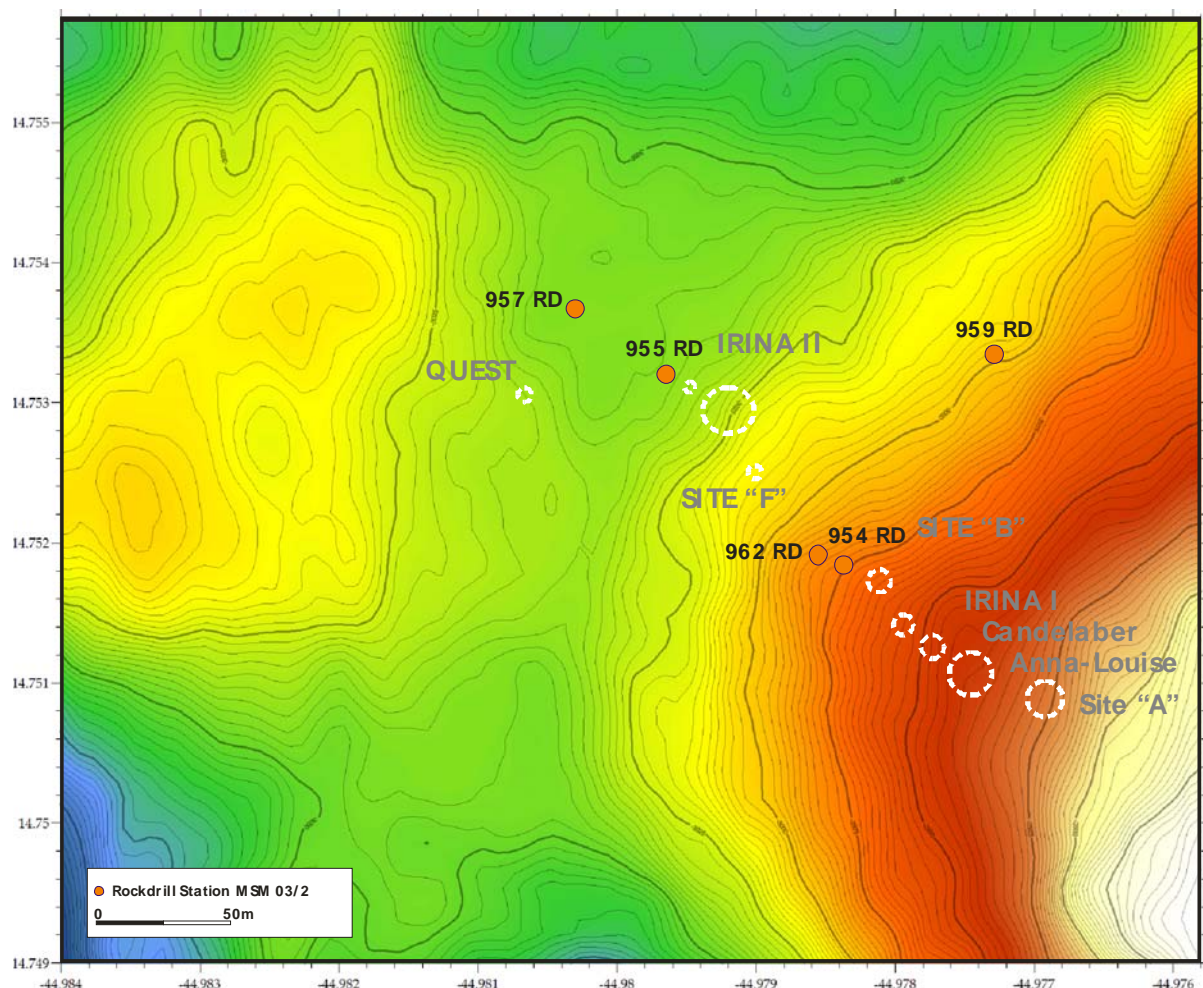 14.755
14.754
957 RD
955 RD
IRINA II
959 RD
QUEST
14.753
SITE “F”
14.752
962 RD
954 RD
SITE “B”
IRINA I
Candelaber
Anna-Louise
14.751
Site “A”
14.75
Rockdrill Station MSM 03/2
0 50m
14.749
-44.984 -44.983 -44.982 -44.981 -44.98 -44.979 -44.978 -44.977 -44.976